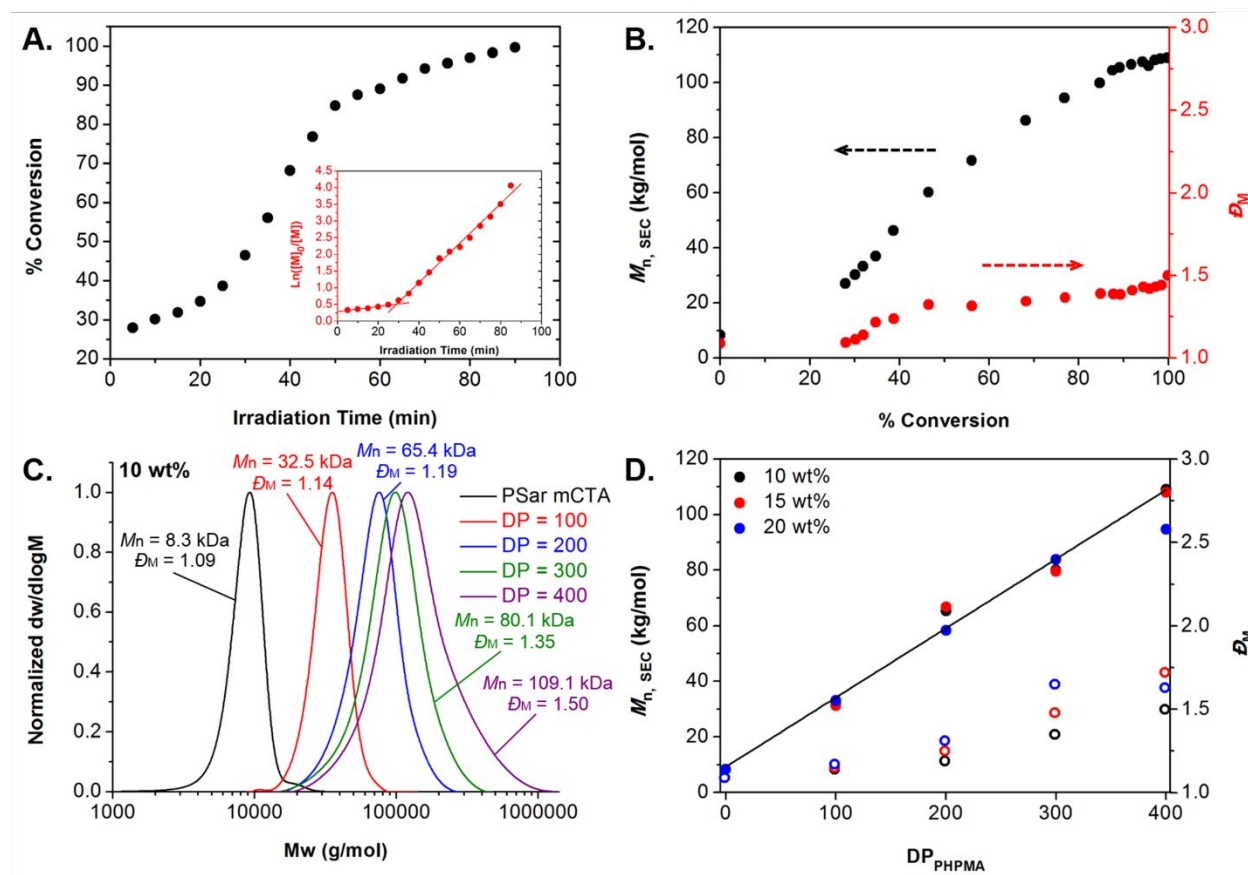 A.
100
90
80
70
60
50
40
30
20
% Conversion
0
20
40
60
80
100
Irradiation Time (min)
4.5
4.0
3.5
3.0
2.5
2.0
1.5
1.0
0.5
0.0
Ln([M]0/[M])
0
20
40
60
80
100
Irradiation Time (min)
B.
120
100
80
60
40
20
0
Mn, SEC (kg/mol)
3.0
2.5
2.0
1.5
1.0
ĐM
0
20
40
60
80
100
% Conversion
C.
10 wt%
Mn = 32.5 kDa
ĐM = 1.14
Mn = 65.4 kDa
ĐM = 1.19
Mn = 8.3 kDa
ĐM = 1.09
PSar mCTA
DP = 100
DP = 200
DP = 300
DP = 400
Mn = 80.1 kDa
ĐM = 1.35
Mn = 109.1 kDa
ĐM = 1.50
1.0
0.8
0.6
0.4
0.2
0.0
Normalized dw/dlogM
1000
10000
100000
1000000
Mw (g/mol)
D.
10 wt%
15 wt%
20 wt%
120
100
80
60
40
20
0
Mn, SEC (kg/mol)
3.0
2.5
2.0
1.5
1.0
ĐM
0
100
200
300
400
DPPHPMA